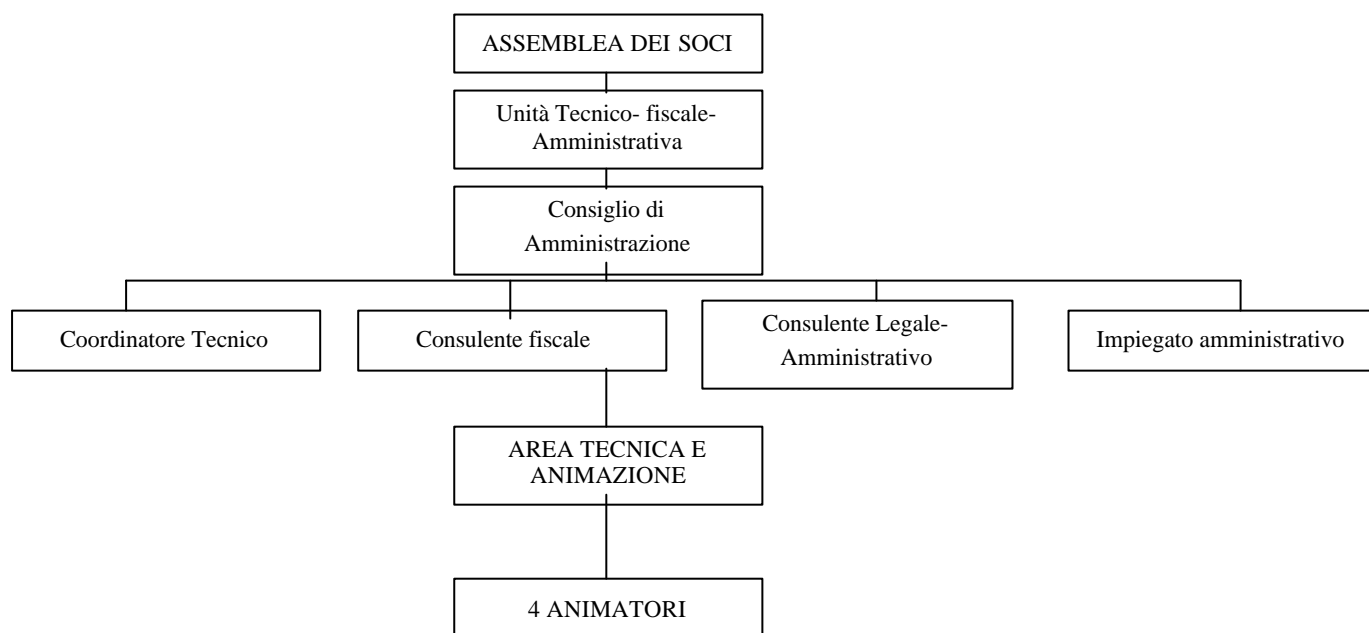 ASSEMBLEA DEI SOCI
Unità Tecnico- fiscale-
Amministrativa
Consiglio di
Amministrazione
Coordinatore Tecnico
Consulente fiscale
Consulente Legale-
Amministrativo
Impiegato amministrativo
AREA TECNICA E
ANIMAZIONE
4 ANIMATORI